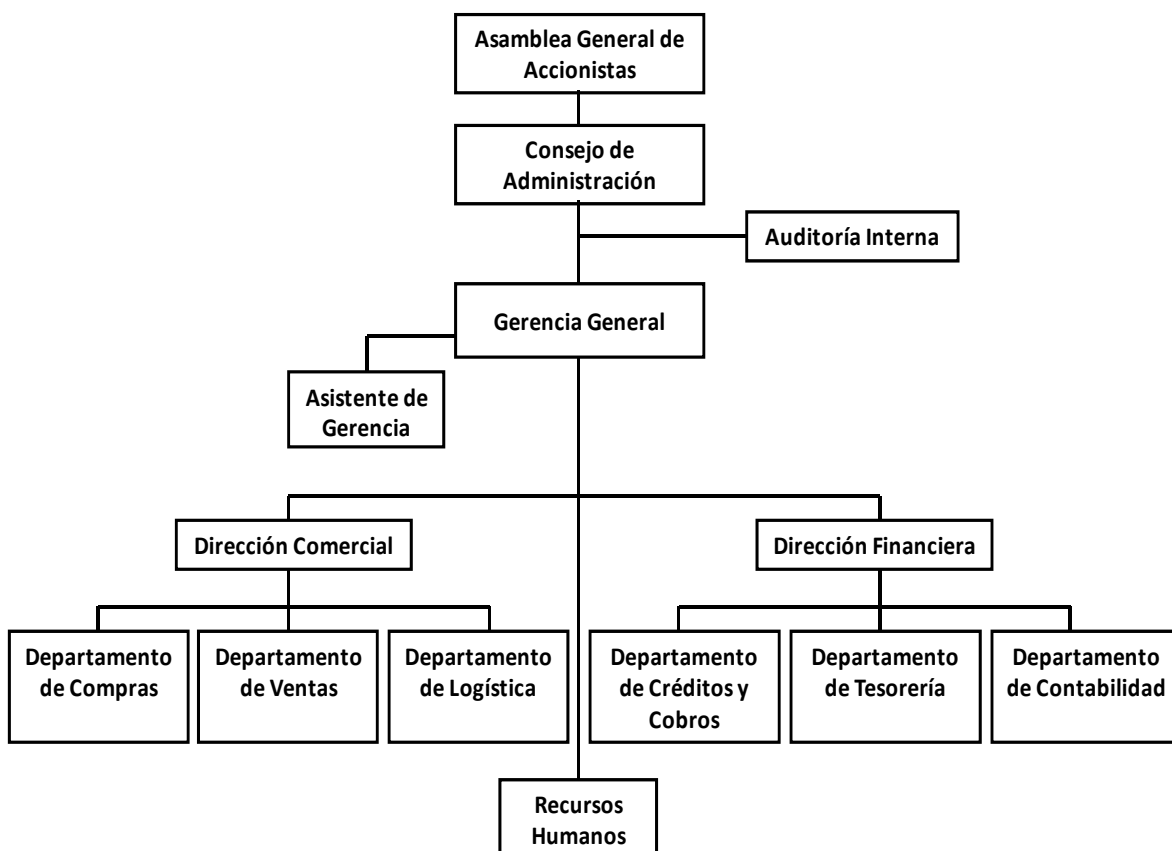 Asamblea General de
Accionistas
Consejo de
Administración
Auditoría Interna
Gerencia General
Asistente de
Gerencia
Dirección Comercial
Dirección Financiera
Departamento
de Compras
Departamento
de Ventas
Departamento
de Logística
Departamento
de Créditos y
Cobros
Departamento
de Tesorería
Departamento
de Contabilidad
Recursos
Humanos